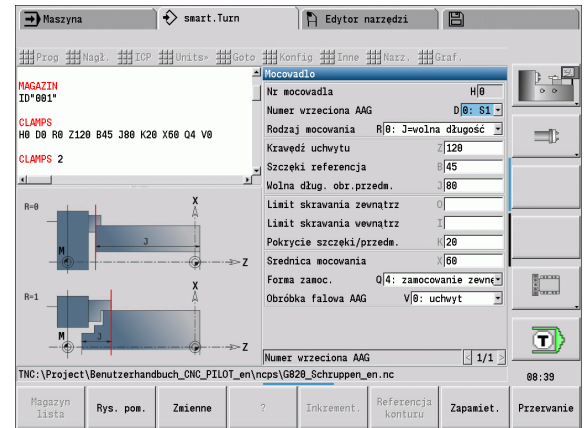 Maszyna
smart.Turn
Edytor narzędzi
Prog Nagł. ICP Units» Goto Konfig Inne Narz. Graf.
MAGAZIN
ID"001"
CLAMPS
H0 D0 R0 Z120 B45 J80 K20 X60 Q4 V0
CLAMPS 2
Mocowadlo
Nr mocowadla H 0
Numer wrzeciona AAG D 0: S1
Rodzaj mocowania R 0: J=wolna długość
Krawędź uchwytu Z 120
Szczęki referencja B 45
Wolna dług. obr.przedm. J 80
Limit skrawania zewnątrz O
Limit skrawania wewnątrz I
Pokrycie szczęki/przedm. K 20
Srednica mocowania X 60
Forma zamoc. Q 4: zamocowanie zewnę
Obróbka falowa AAG V 0: uchwyt
Numer wrzeciona AAG 1/1
R=0
X
J
M
Z
R=1
X
M
J
Z
TNC:\Project\Benutzerhandbuch_CNC_PILOT_en\ncps\G820_Schruppen_en.nc
T
08:39
Magazyn lista
Rys. pom.
Zmienne
?
Inkrement.
Referencja konturu
Zapamiet.
Przerwanie